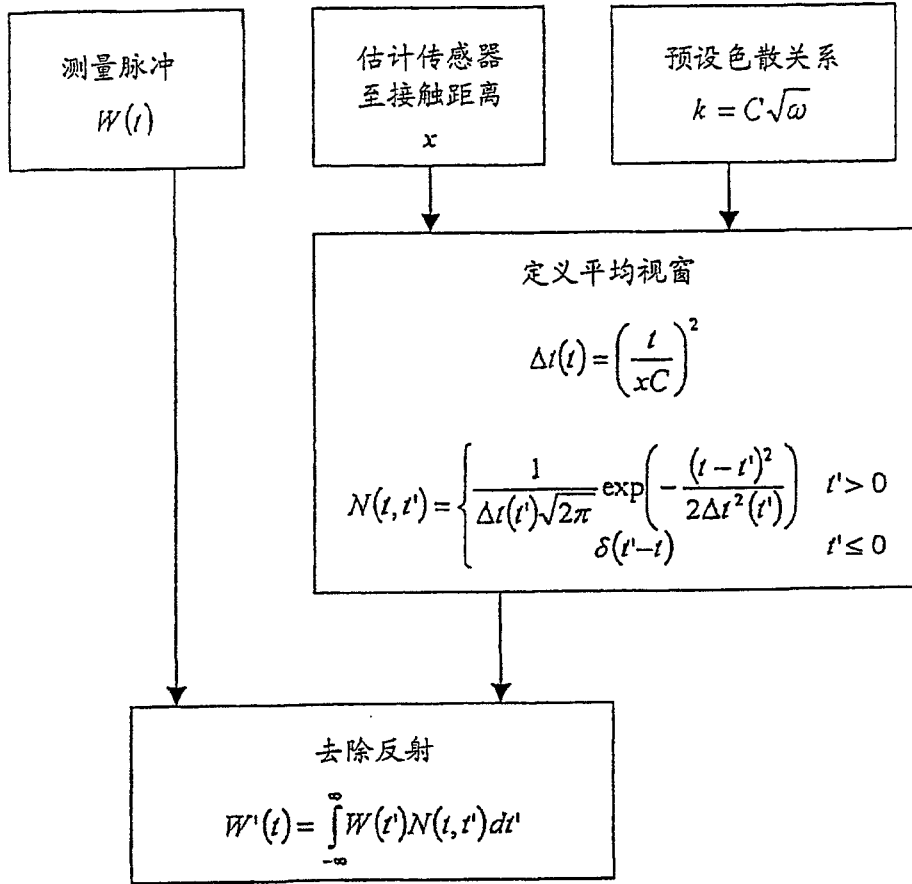 测量脉冲
W(t)
估计传感器
至接触距离
x
预设色散关系
k = C√ω
定义平均视窗
Δt(t) = (t / xC)²
N(t, t') = { 1 / (Δt(t')√2π) exp(−(t − t')² / 2Δt²(t')) t' > 0
δ(t'−t) t' ≤ 0
去除反射
W'(t) = ∫_{-∞}^{∞} W(t')N(t, t')dt'